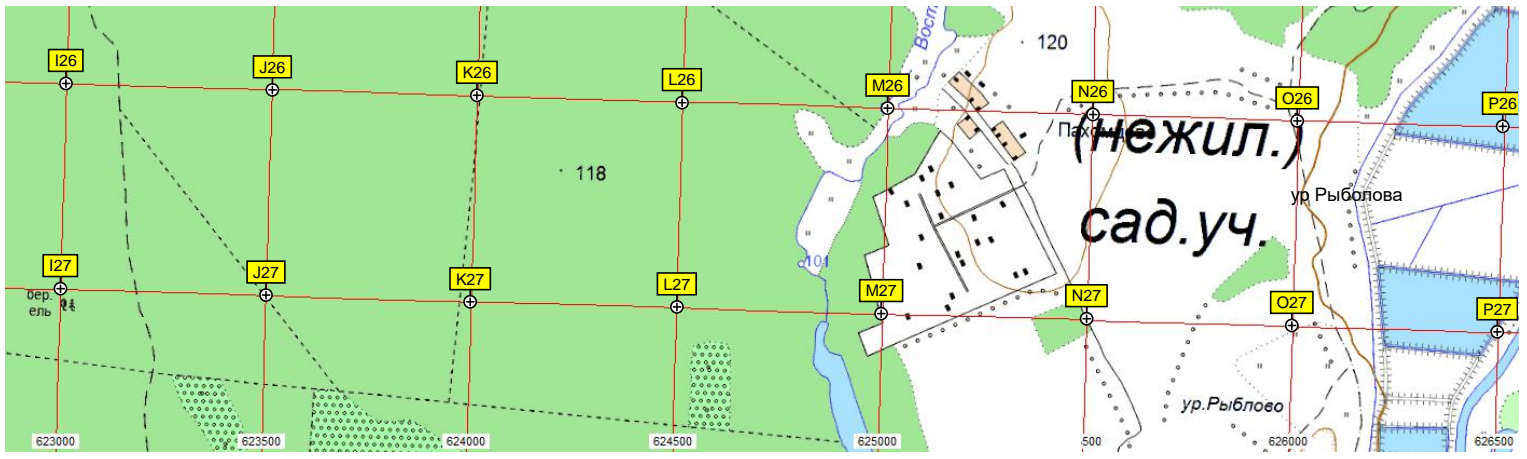 Вост
120
I26
J26
K26
L26
M26
N26
O26
P26
Пахомово
(нежил.)
118
ур Рыболова
сад.уч.
101
I27
J27
K27
L27
M27
N27
O27
P27
бер.
ель
ур.Рыблово
623000
623500
624000
624500
625000
500
626000
626500